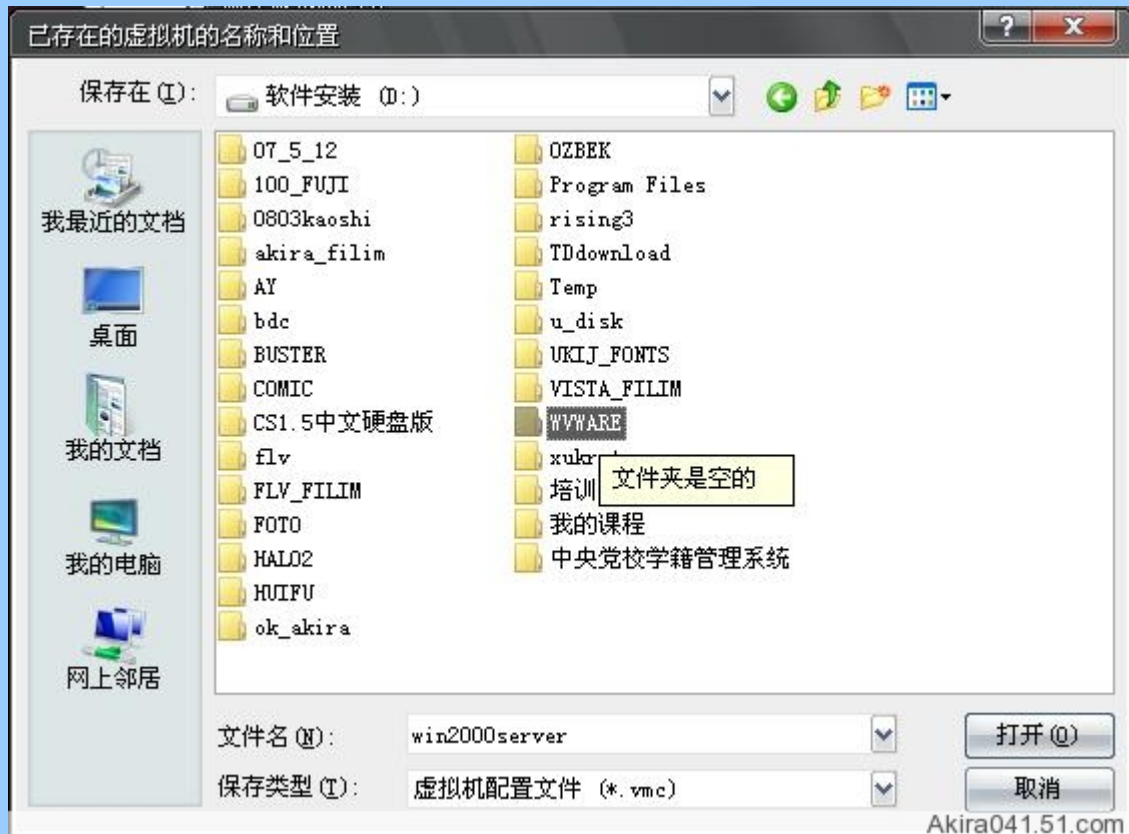 已存在的虚拟机的名称和位置
保存在(I):
软件安装 (D:)
我最近的文档
桌面
我的文档
我的电脑
网上邻居
07_5_12
100_FUJI
0803kaoshi
akira_filim
AY
bdc
BUSTER
COMIC
CS1.5中文硬盘版
flv
FLV_FILIM
FOTO
HALO2
HUIFU
ok_akira
OZBEK
Program Files
rising3
TDdownload
Temp
u_disk
UKIJ_FONTS
VISTA_FILIM
WVWARE
文件夹是空的
培训
我的课程
中央党校学籍管理系统
文件名(N):
win2000server
打开(O)
保存类型(T):
虚拟机配置文件 (*.vmc)
取消
Akira041.51.com